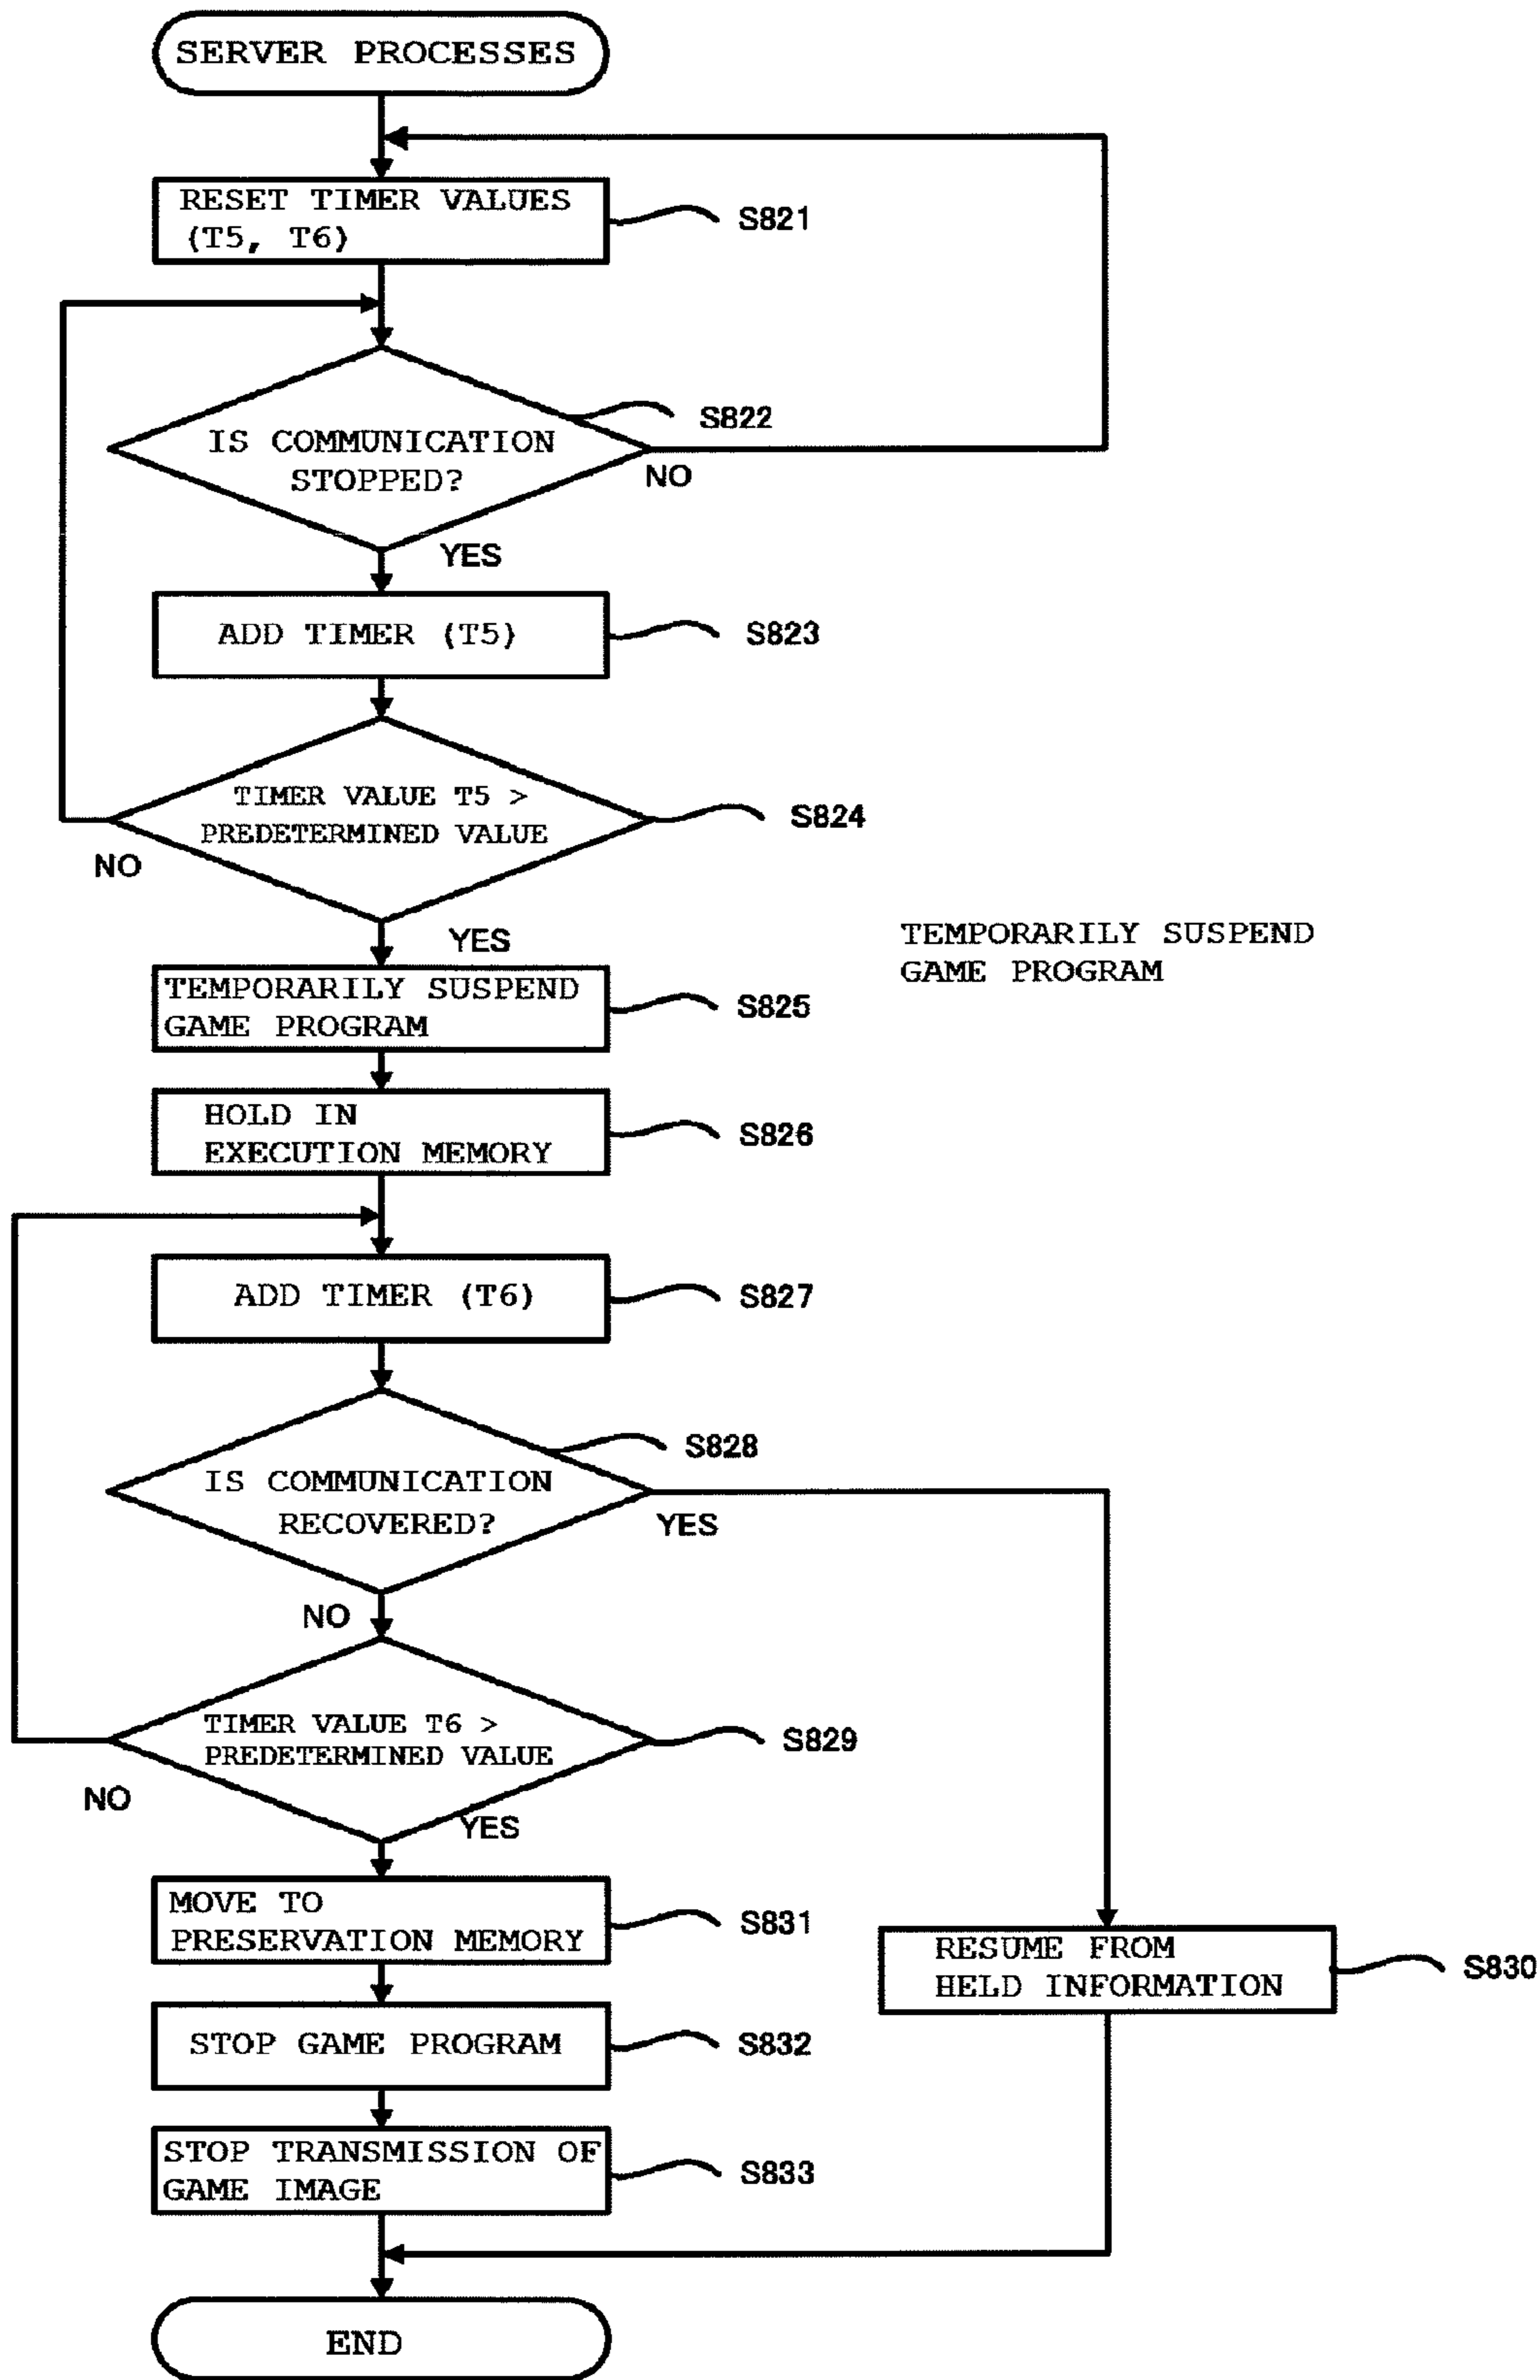 SERVER PROCESSES
RESET TIMER VALUES
(T5, T6)
S821
IS COMMUNICATION
STOPPED?
S822
NO
YES
ADD TIMER (T5)
S823
TIMER VALUE T5 >
PREDETERMINED VALUE
S824
NO
YES
TEMPORARILY SUSPEND
GAME PROGRAM
TEMPORARILY SUSPEND
GAME PROGRAM
S825
HOLD IN
EXECUTION MEMORY
S826
ADD TIMER (T6)
S827
IS COMMUNICATION
RECOVERED?
S828
YES
NO
TIMER VALUE T6 >
PREDETERMINED VALUE
S829
NO
YES
MOVE TO
PRESERVATION MEMORY
S831
RESUME FROM
HELD INFORMATION
S830
STOP GAME PROGRAM
S832
STOP TRANSMISSION OF
GAME IMAGE
S833
END